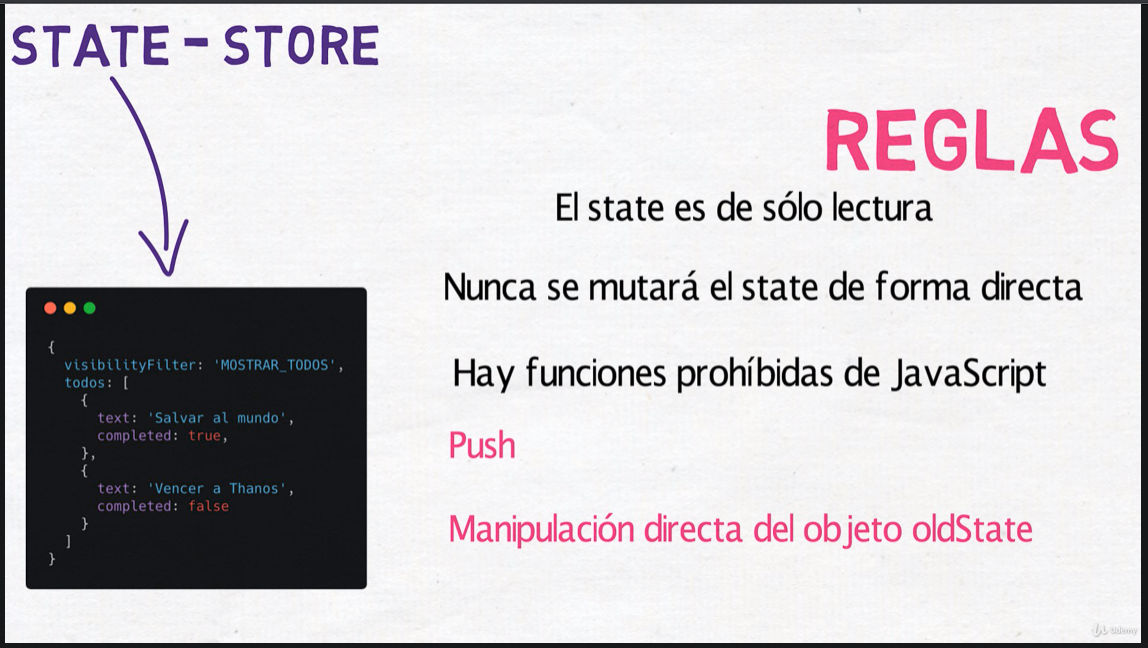 STATE - STORE
REGLAS
El state es de sólo lectura
Nunca se mutará el state de forma directa
Hay funciones prohíbidas de JavaScript
Push
Manipulación directa del objeto oldState
{
visibilityFilter: 'MOSTRAR_TODOS',
todos: [
{
text: 'Salvar al mundo',
completed: true,
},
{
text: 'Vencer a Thanos',
completed: false
}
]
}
Udemy